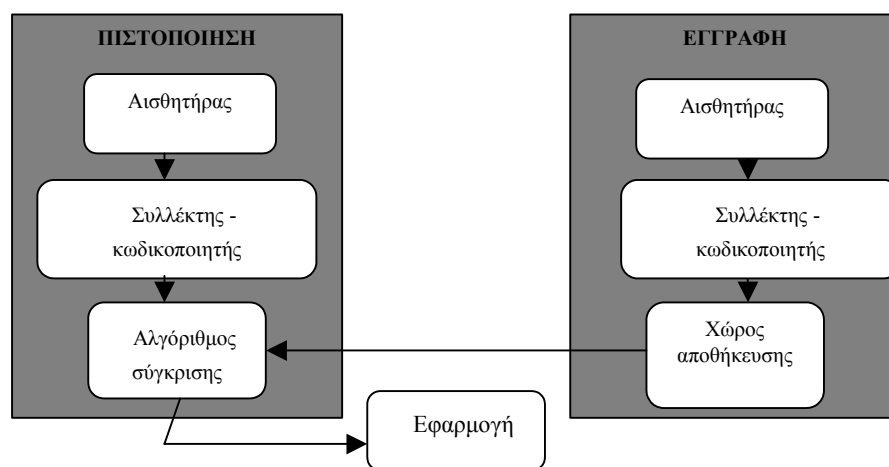 ΠΙΣΤΟΠΟΙΗΣΗ
Αισθητήρας
Συλλέκτης -
κωδικοποιητής
Αλγόριθμος
σύγκρισης
Εφαρμογή
ΕΓΓΡΑΦΗ
Αισθητήρας
Συλλέκτης -
κωδικοποιητής
Χώρος
αποθήκευσης